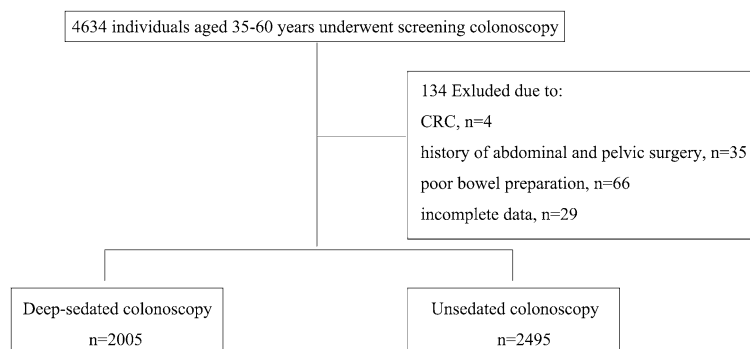 4634 individuals aged 35-60 years underwent screening colonoscopy
134 Exluded due to:
CRC, n=4
history of abdominal and pelvic surgery, n=35
poor bowel preparation, n=66
incomplete data, n=29
Deep-sedated colonoscopy
n=2005
Unsedated colonoscopy
n=2495